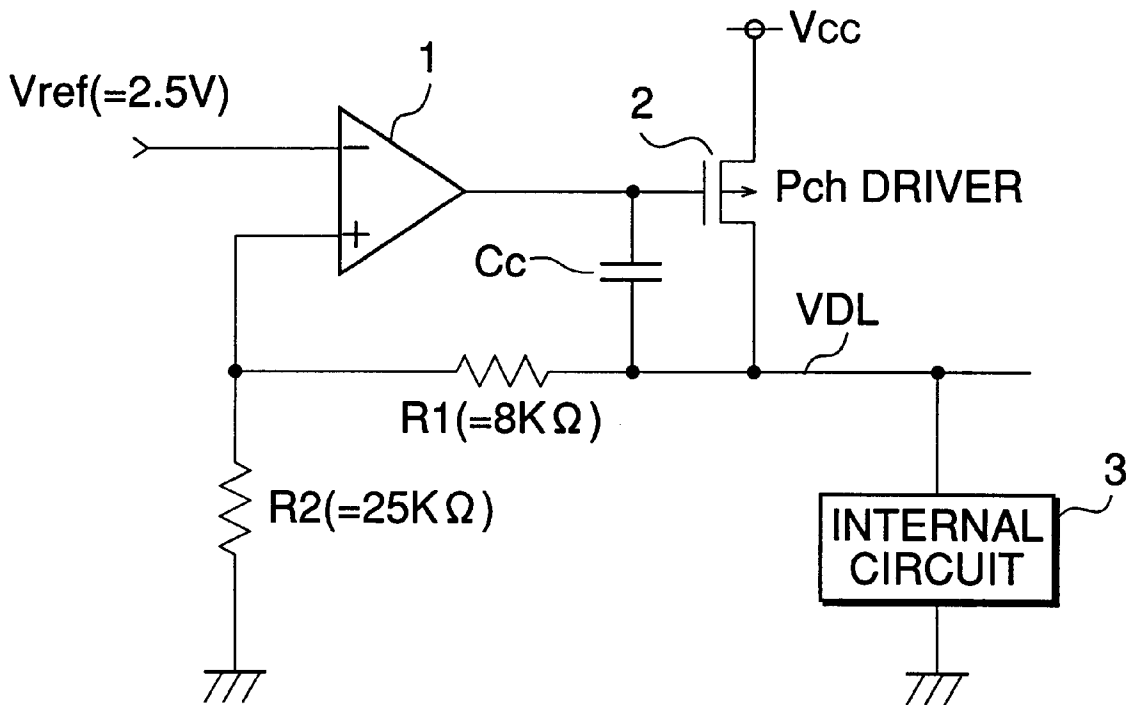 Vcc
1
Vref(=2.5V)
2
−
Pch DRIVER
+
Cc
VDL
R1(=8KΩ)
3
R2(=25KΩ)
INTERNAL
CIRCUIT